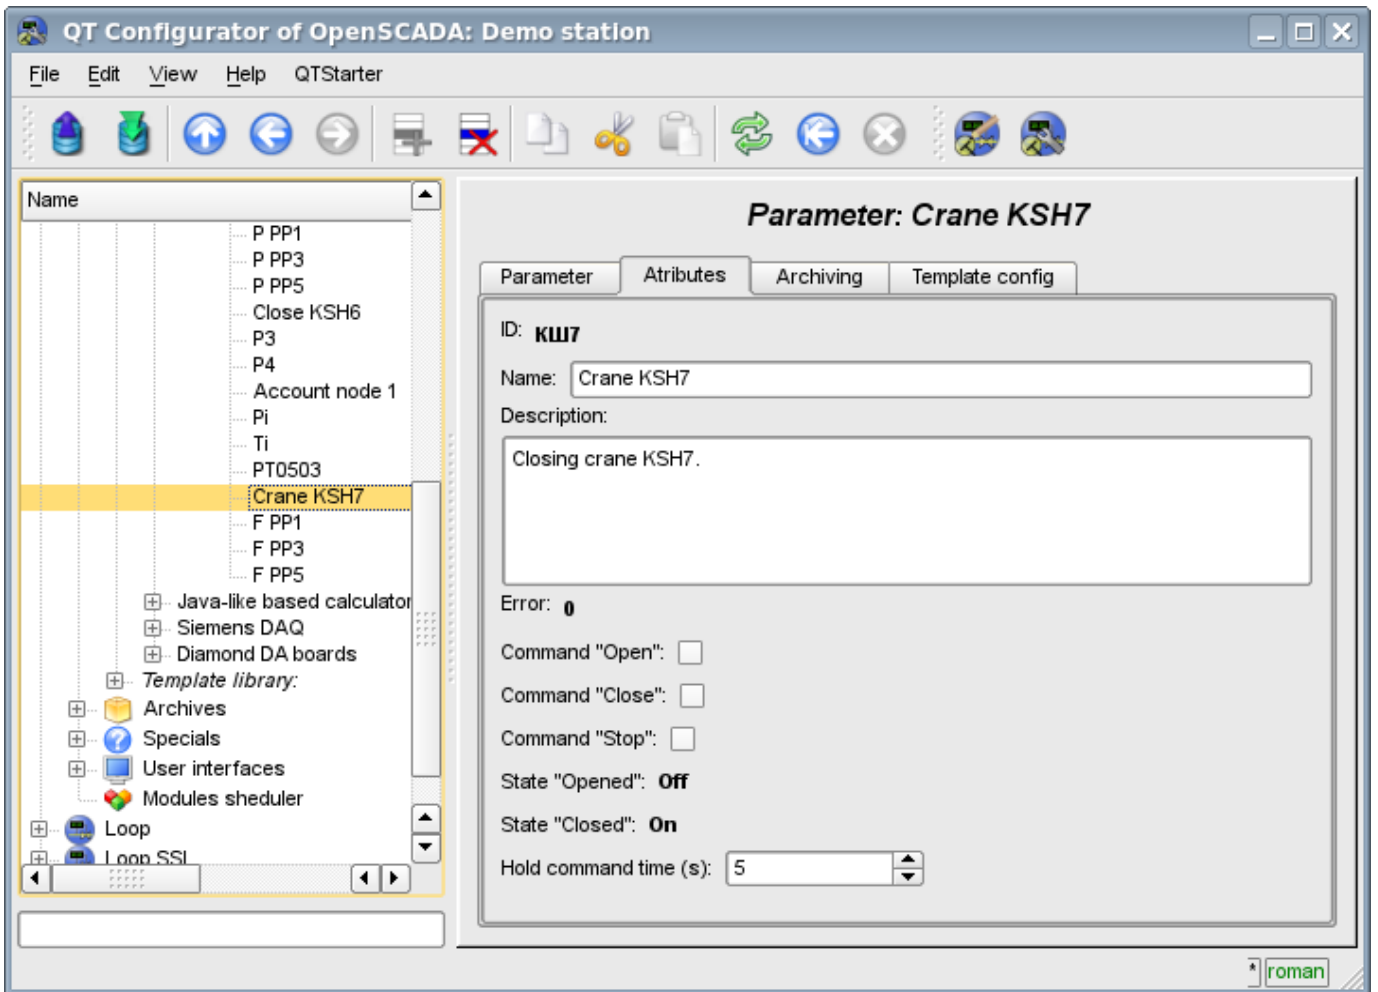 QT Configurator of OpenSCADA: Demo station
File Edit View Help QTStarter
Name
P PP1
P PP3
P PP5
Close KSH6
P3
P4
Account node 1
Pi
Ti
PT0503
Crane KSH7
F PP1
F PP3
F PP5
Java-like based calculator
Siemens DAQ
Diamond DA boards
Template library:
Archives
Specials
User interfaces
Modules sheduler
Loop
Loop SSL
Parameter: Crane KSH7
Parameter Atributes Archiving Template config
ID: КШ7
Name: Crane KSH7
Description:
Closing crane KSH7.
Error: 0
Command "Open":
Command "Close":
Command "Stop":
State "Opened": Off
State "Closed": On
Hold command time (s): 5
* roman